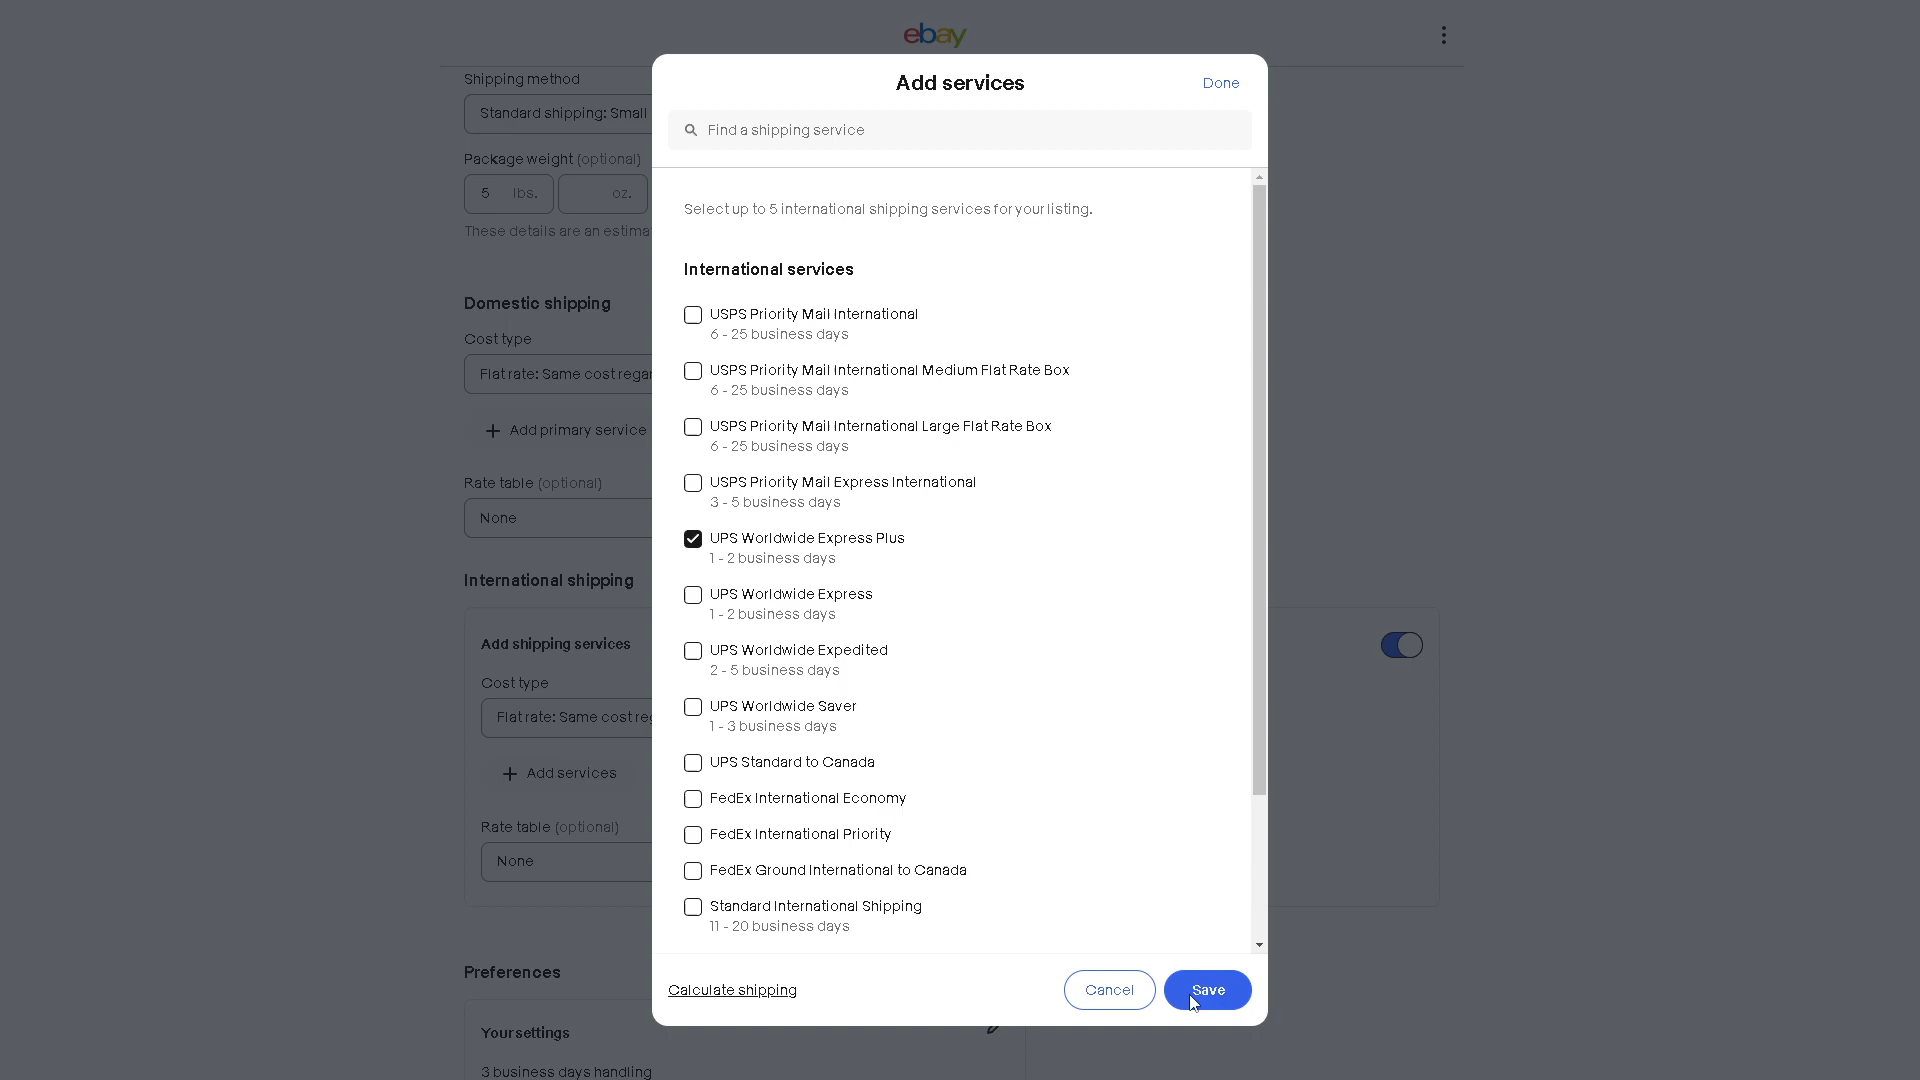 ebay
Shipping method
Standard shipping: Small
Package weight (optional)
5 lbs. oz.
These details are an estima
Domestic shipping
Cost type
Flat rate: Same cost regar
Add primary service
Rate table (optional)
None
International shipping
Add shipping services
Cost type
Flat rate: Same cost reg
Add services
Rate table (optional)
None
Preferences
Your settings
3 business days handling
Add services
Done
Find a shipping service
Select up to 5 international shipping services for your listing.
International services
USPS Priority Mail International
6 - 25 business days
USPS Priority Mail International Medium Flat Rate Box
6 - 25 business days
USPS Priority Mail International Large Flat Rate Box
6 - 25 business days
USPS Priority Mail Express International
3 - 5 business days
UPS Worldwide Express Plus
1 - 2 business days
UPS Worldwide Express
1 - 2 business days
UPS Worldwide Expedited
2 - 5 business days
UPS Worldwide Saver
1 - 3 business days
UPS Standard to Canada
FedEx International Economy
FedEx International Priority
FedEx Ground International to Canada
Standard International Shipping
11 - 20 business days
Calculate shipping
Cancel
Save